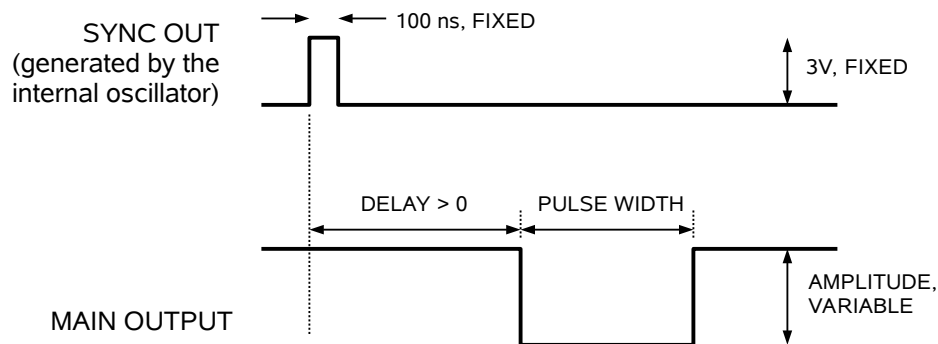 100 ns, FIXED
SYNC OUT
(generated by the
internal oscillator)
3V, FIXED
DELAY > 0
PULSE WIDTH
AMPLITUDE,
VARIABLE
MAIN OUTPUT